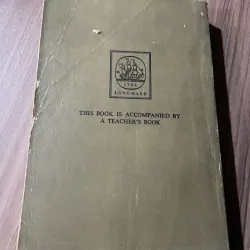 1724
LONGMANS
THIS BOOK IS ACCOMPANIED BY
A TEACHER'S BOOK